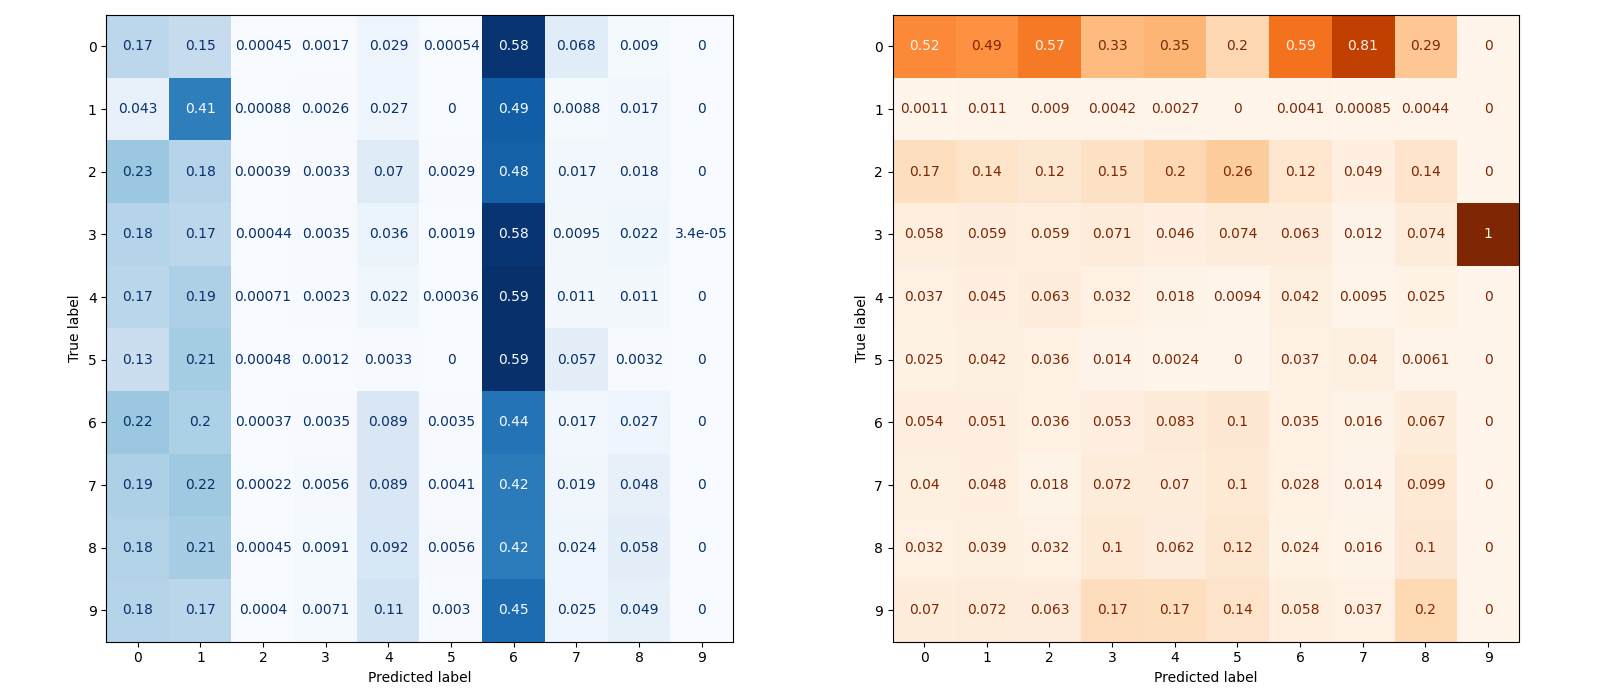 0 0.17 0.15 0.00045 0.0017 0.029 0.00054 0.58 0.068 0.009 0
1 0.043 0.41 0.00088 0.0026 0.027 0 0.49 0.0088 0.017 0
2 0.23 0.18 0.00039 0.0033 0.07 0.0029 0.48 0.017 0.018 0
3 0.18 0.17 0.00044 0.0035 0.036 0.0019 0.58 0.0095 0.022 3.4e-05
4 0.17 0.19 0.00071 0.0023 0.022 0.00036 0.59 0.011 0.011 0
5 0.13 0.21 0.00048 0.0012 0.0033 0 0.59 0.057 0.0032 0
6 0.22 0.2 0.00037 0.0035 0.089 0.0035 0.44 0.017 0.027 0
7 0.19 0.22 0.00022 0.0056 0.089 0.0041 0.42 0.019 0.048 0
8 0.18 0.21 0.00045 0.0091 0.092 0.0056 0.42 0.024 0.058 0
9 0.18 0.17 0.0004 0.0071 0.11 0.003 0.45 0.025 0.049 0
0 1 2 3 4 5 6 7 8 9
Predicted label
True label
0 0.52 0.49 0.57 0.33 0.35 0.2 0.59 0.81 0.29 0
1 0.0011 0.011 0.009 0.0042 0.0027 0 0.0041 0.00085 0.0044 0
2 0.17 0.14 0.12 0.15 0.2 0.26 0.12 0.049 0.14 0
3 0.058 0.059 0.059 0.071 0.046 0.074 0.063 0.012 0.074 1
4 0.037 0.045 0.063 0.032 0.018 0.0094 0.042 0.0095 0.025 0
5 0.025 0.042 0.036 0.014 0.0024 0 0.037 0.04 0.0061 0
6 0.054 0.051 0.036 0.053 0.083 0.1 0.035 0.016 0.067 0
7 0.04 0.048 0.018 0.072 0.07 0.1 0.028 0.014 0.099 0
8 0.032 0.039 0.032 0.1 0.062 0.12 0.024 0.016 0.1 0
9 0.07 0.072 0.063 0.17 0.17 0.14 0.058 0.037 0.2 0
0 1 2 3 4 5 6 7 8 9
Predicted label
True label